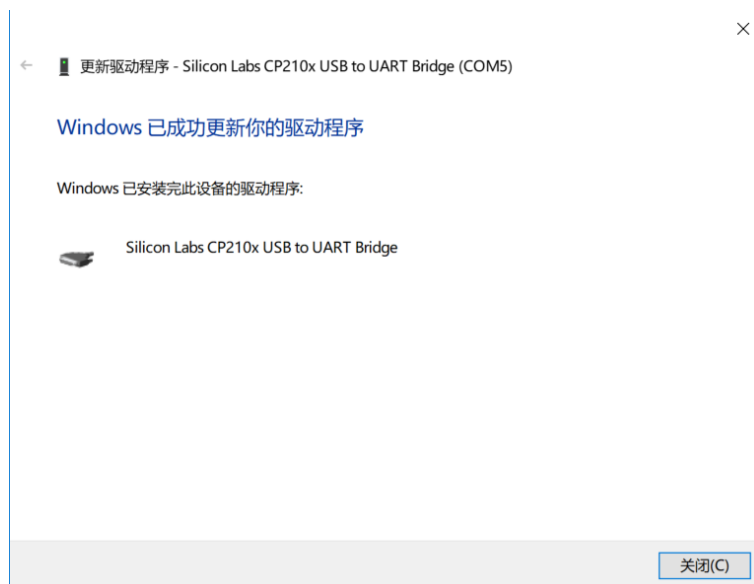 更新驱动程序 - Silicon Labs CP210x USB to UART Bridge (COM5)
Windows 已成功更新你的驱动程序
Windows 已安装完此设备的驱动程序:
Silicon Labs CP210x USB to UART Bridge
关闭(C)